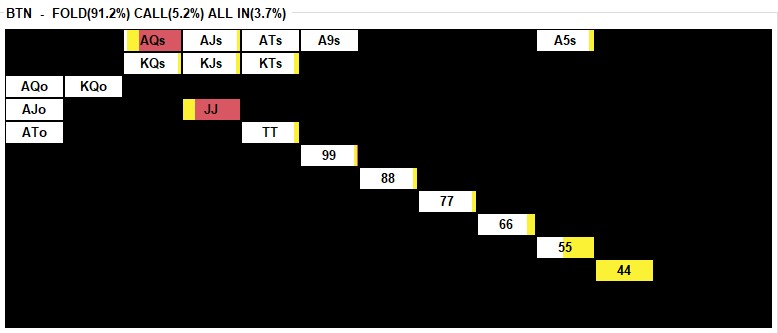 BTN - FOLD(91.2%) CALL(5.2%) ALL IN(3.7%)
AQs AJs ATs A9s A5s
KQs KJs KTs
AQo KQo
AJo JJ
ATo TT
99
88
77
66
55
44